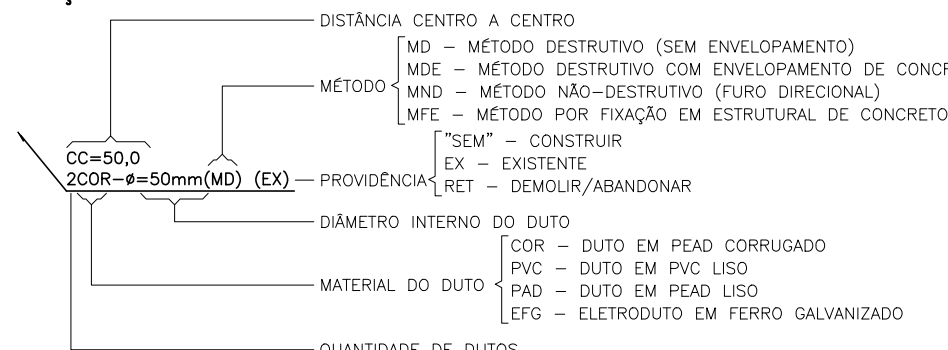 DISTÂNCIA CENTRO A CENTRO
MD – MÉTODO DESTRUTIVO (SEM ENVELOPAMENTO)
MDE – MÉTODO DESTRUTIVO COM ENVELOPAMENTO DE CONCR
MÉTODO
MND – MÉTODO NÃO–DESTRUTIVO (FURO DIRECIONAL)
MFE – MÉTODO POR FIXAÇÃO EM ESTRUTURAL DE CONCRETO
"SEM" – CONSTRUIR
CC=50,0
EX – EXISTENTE
2COR–ø=50mm(MD) (EX)
PROVIDÊNCIA
RET – DEMOLIR/ABANDONAR
DIÂMETRO INTERNO DO DUTO
COR – DUTO EM PEAD CORRUGADO
PVC – DUTO EM PVC LISO
MATERIAL DO DUTO
PAD – DUTO EM PEAD LISO
EFG – ELETRODUTO EM FERRO GALVANIZADO
QUANTIDADE DE DUTOS